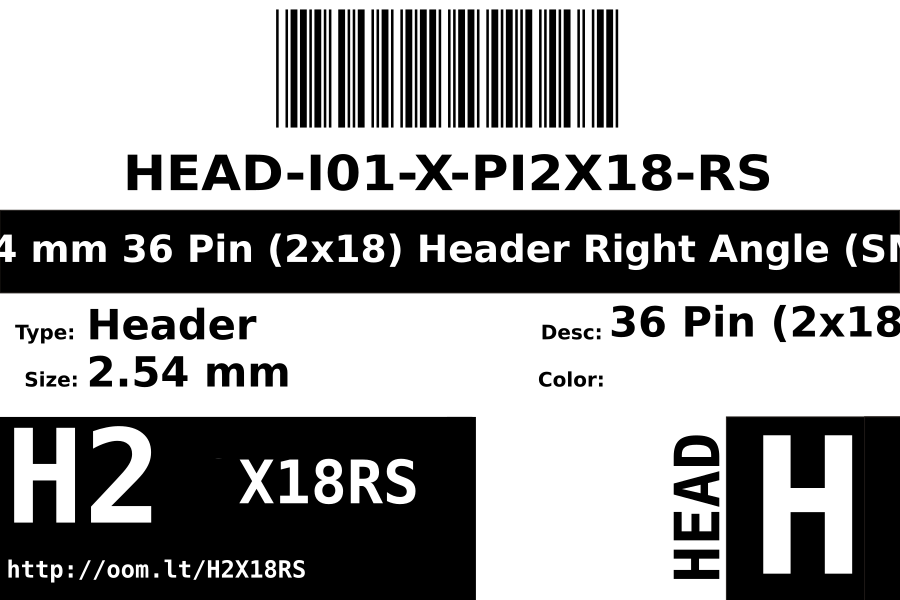 HEAD-I01-X-PI2X18-RS
4 mm 36 Pin (2x18) Header Right Angle (SM
Type: Header
Desc: 36 Pin (2x18
Size: 2.54 mm
Color:
H2 X18RS
HEAD
H
http://oom.lt/H2X18RS